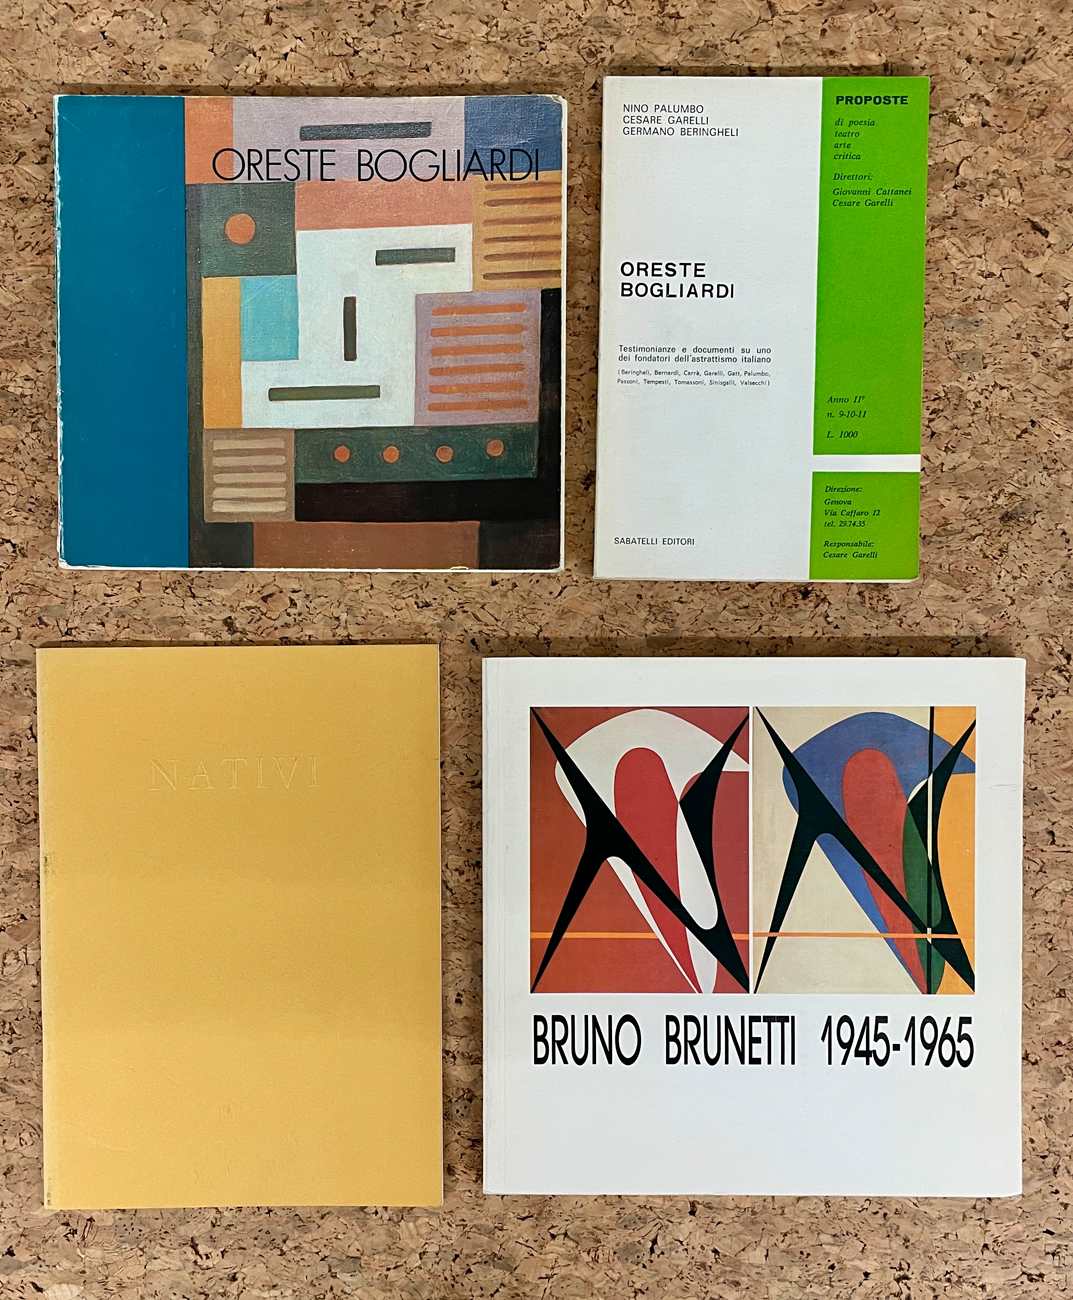 ORESTE BOGLIARDI
NINO PALUMBO
CESARE GARELLI
GERMANO BERINGHELI
ORESTE
BOGLIARDI
Testimonianze e documenti su uno
dei fondatori dell'astrattismo italiano
(Beringheli, Bernardi, Carrà, Garelli, Gatt, Palumbo,
Passoni, Tempesti, Tomassoni, Sinisgalli, Valsecchi)
SABATELLI EDITORI
PROPOSTE
di poesia
teatro
arte
critica
Direttori:
Giovanni Cattanei
Cesare Garelli
Anno II°
n. 9-10-11
L. 1000
Direzione:
Genova
Via Caffaro 12
tel. 29.74.35
Responsabile:
Cesare Garelli
NATIVI
BRUNO BRUNETTI 1945-1965